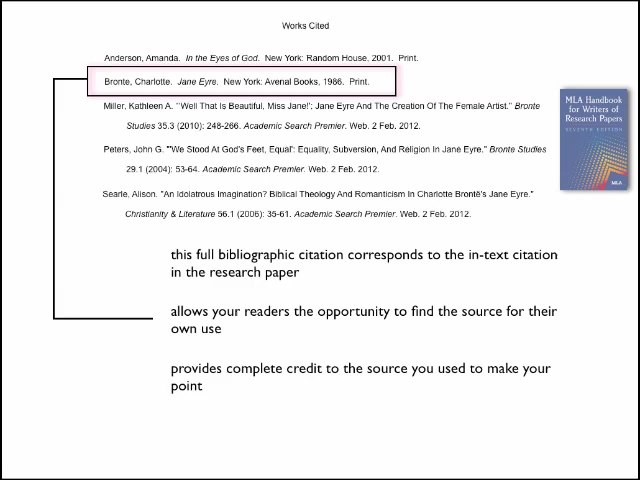 Works Cited
Anderson, Amanda. In the Eyes of God. New York: Random House, 2001. Print.
Bronte, Charlotte. Jane Eyre. New York: Avenal Books, 1986. Print.
Miller, Kathleen A. "'Well That Is Beautiful, Miss Jane!'; Jane Eyre And The Creation Of The Female Artist." Bronte
Studies 35.3 (2010): 248-266. Academic Search Premier. Web. 2 Feb. 2012.
Peters, John G. "'We Stood At God's Feet, Equal': Equality, Subversion, And Religion In Jane Eyre." Bronte Studies
29.1 (2004): 53-64. Academic Search Premier. Web. 2 Feb. 2012.
Searle, Alison. "An Idolatrous Imagination? Biblical Theology And Romanticism In Charlotte Brontë's Jane Eyre."
Christianity & Literature 56.1 (2006): 35-61. Academic Search Premier. Web. 2 Feb. 2012.
MLA Handbook
for Writers of
Research Papers
SEVENTH EDITION
MLA
this full bibliographic citation corresponds to the in-text citation
in the research paper
allows your readers the opportunity to find the source for their
own use
provides complete credit to the source you used to make your
point